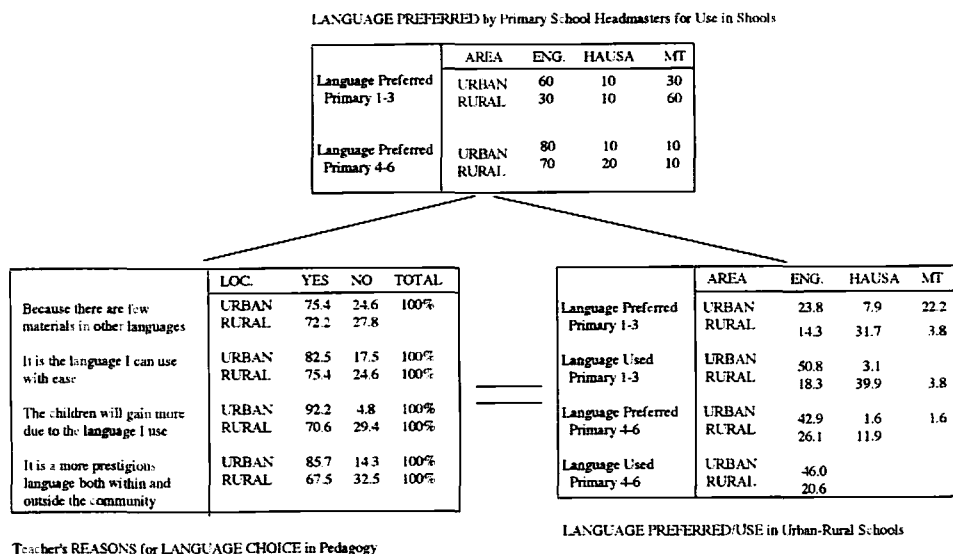 LANGUAGE PREFERRED by Primary School Headmasters for Use in Shools
AREA ENG. HAUSA MT
Language Preferred URBAN 60 10 30
Primary 1-3 RURAL 30 10 60
Language Preferred URBAN 80 10 10
Primary 4-6 RURAL 70 20 10
LOC. YES NO TOTAL
Because there are few URBAN 75.4 24.6 100%
materials in other languages RURAL 72.2 27.8
It is the language I can use URBAN 82.5 17.5 100%
with ease RURAL 75.4 24.6 100%
The children will gain more URBAN 92.2 4.8 100%
due to the language I use RURAL 70.6 29.4 100%
It is a more prestigious URBAN 85.7 14.3 100%
language both within and RURAL 67.5 32.5 100%
outside the community
Teacher's REASONS for LANGUAGE CHOICE in Pedagogy
AREA ENG. HAUSA MT
Language Preferred URBAN 23.8 7.9 22.2
Primary 1-3 RURAL 14.3 31.7 3.8
Language Used URBAN 50.8 3.1
Primary 1-3 RURAL 18.3 39.9 3.8
Language Preferred URBAN 42.9 1.6 1.6
Primary 4-6 RURAL 26.1 11.9
Language Used URBAN 46.0
Primary 4-6 RURAL 20.6
LANGUAGE PREFERRED/USE in Urban-Rural Schools